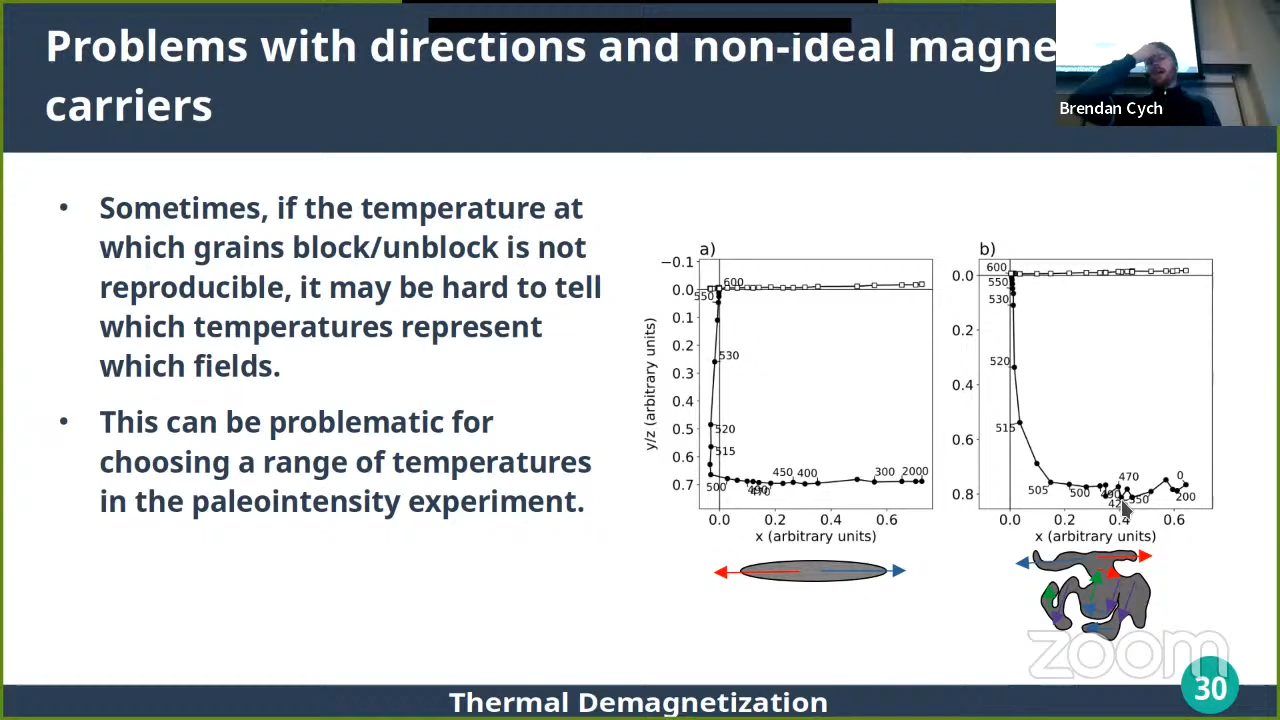 Problems with directions and non-ideal magne
carriers
Brendan Cych
• Sometimes, if the temperature at
which grains block/unblock is not
reproducible, it may be hard to tell
which temperatures represent
which fields.
• This can be problematic for
choosing a range of temperatures
in the paleointensity experiment.
a)
−0.1
0.0
0.1
0.2
0.3
0.4
0.5
0.6
0.7
y/z (arbitrary units)
600
550
530
520
515
500
470
450 400
300
2000
0.0 0.2 0.4 0.6
x (arbitrary units)
b)
0.0
0.2
0.4
0.6
0.8
600
550
530
520
515
505
500
490
470
350
0
200
0.0 0.2 0.4 0.6
x (arbitrary units)
zoom
Thermal Demagnetization
30